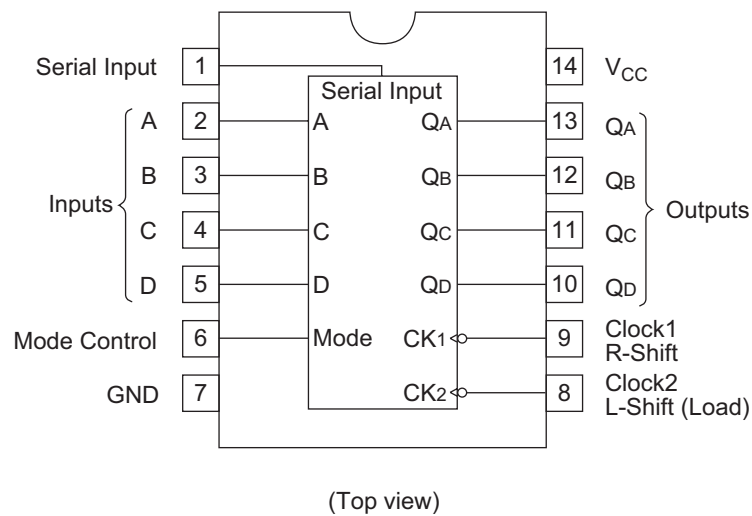 Serial Input 1 14 VCC
Serial Input
A 2 A QA 13 QA
B 3 B QB 12 QB
Inputs Outputs
C 4 C QC 11 QC
D 5 D QD 10 QD
Mode Control 6 Mode CK1 9 Clock1
R-Shift
GND 7 CK2 8 Clock2
L-Shift (Load)
(Top view)